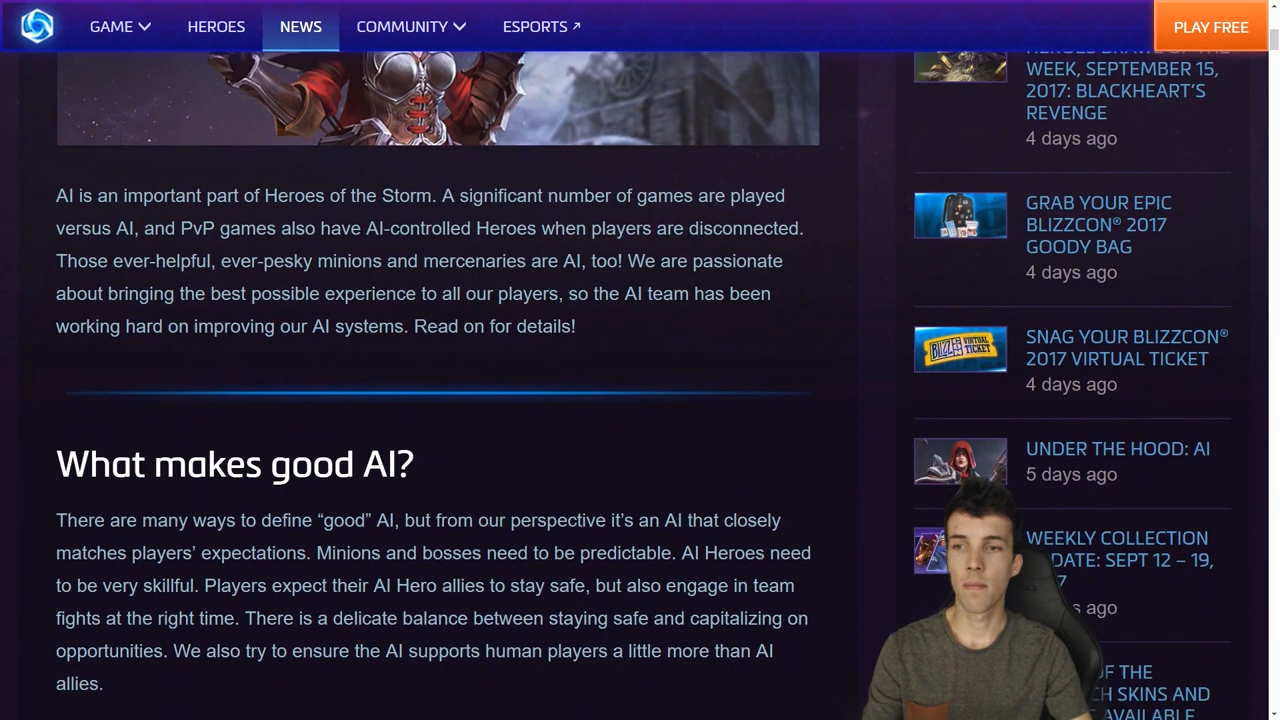 GAME
HEROES
NEWS
COMMUNITY
ESPORTS
PLAY FREE
AI is an important part of Heroes of the Storm. A significant number of games are played
versus AI, and PvP games also have AI-controlled Heroes when players are disconnected.
Those ever-helpful, ever-pesky minions and mercenaries are AI, too! We are passionate
about bringing the best possible experience to all our players, so the AI team has been
working hard on improving our AI systems. Read on for details!
What makes good AI?
There are many ways to define “good” AI, but from our perspective it’s an AI that closely
matches players’ expectations. Minions and bosses need to be predictable. AI Heroes need
to be very skillful. Players expect their AI Hero allies to stay safe, but also engage in team
fights at the right time. There is a delicate balance between staying safe and capitalizing on
opportunities. We also try to ensure the AI supports human players a little more than AI
allies.
HEROES BRAWL OF THE
WEEK, SEPTEMBER 15,
2017: BLACKHEART’S
REVENGE
4 days ago
GRAB YOUR EPIC
BLIZZCON® 2017
GOODY BAG
4 days ago
BLIZZ
VIRTUAL
TICKET
SNAG YOUR BLIZZCON®
2017 VIRTUAL TICKET
4 days ago
UNDER THE HOOD: AI
5 days ago
WEEKLY COLLECTION
DATE: SEPT 12 – 19,
7
s ago
OF THE
CH SKINS AND
AVAILABLE